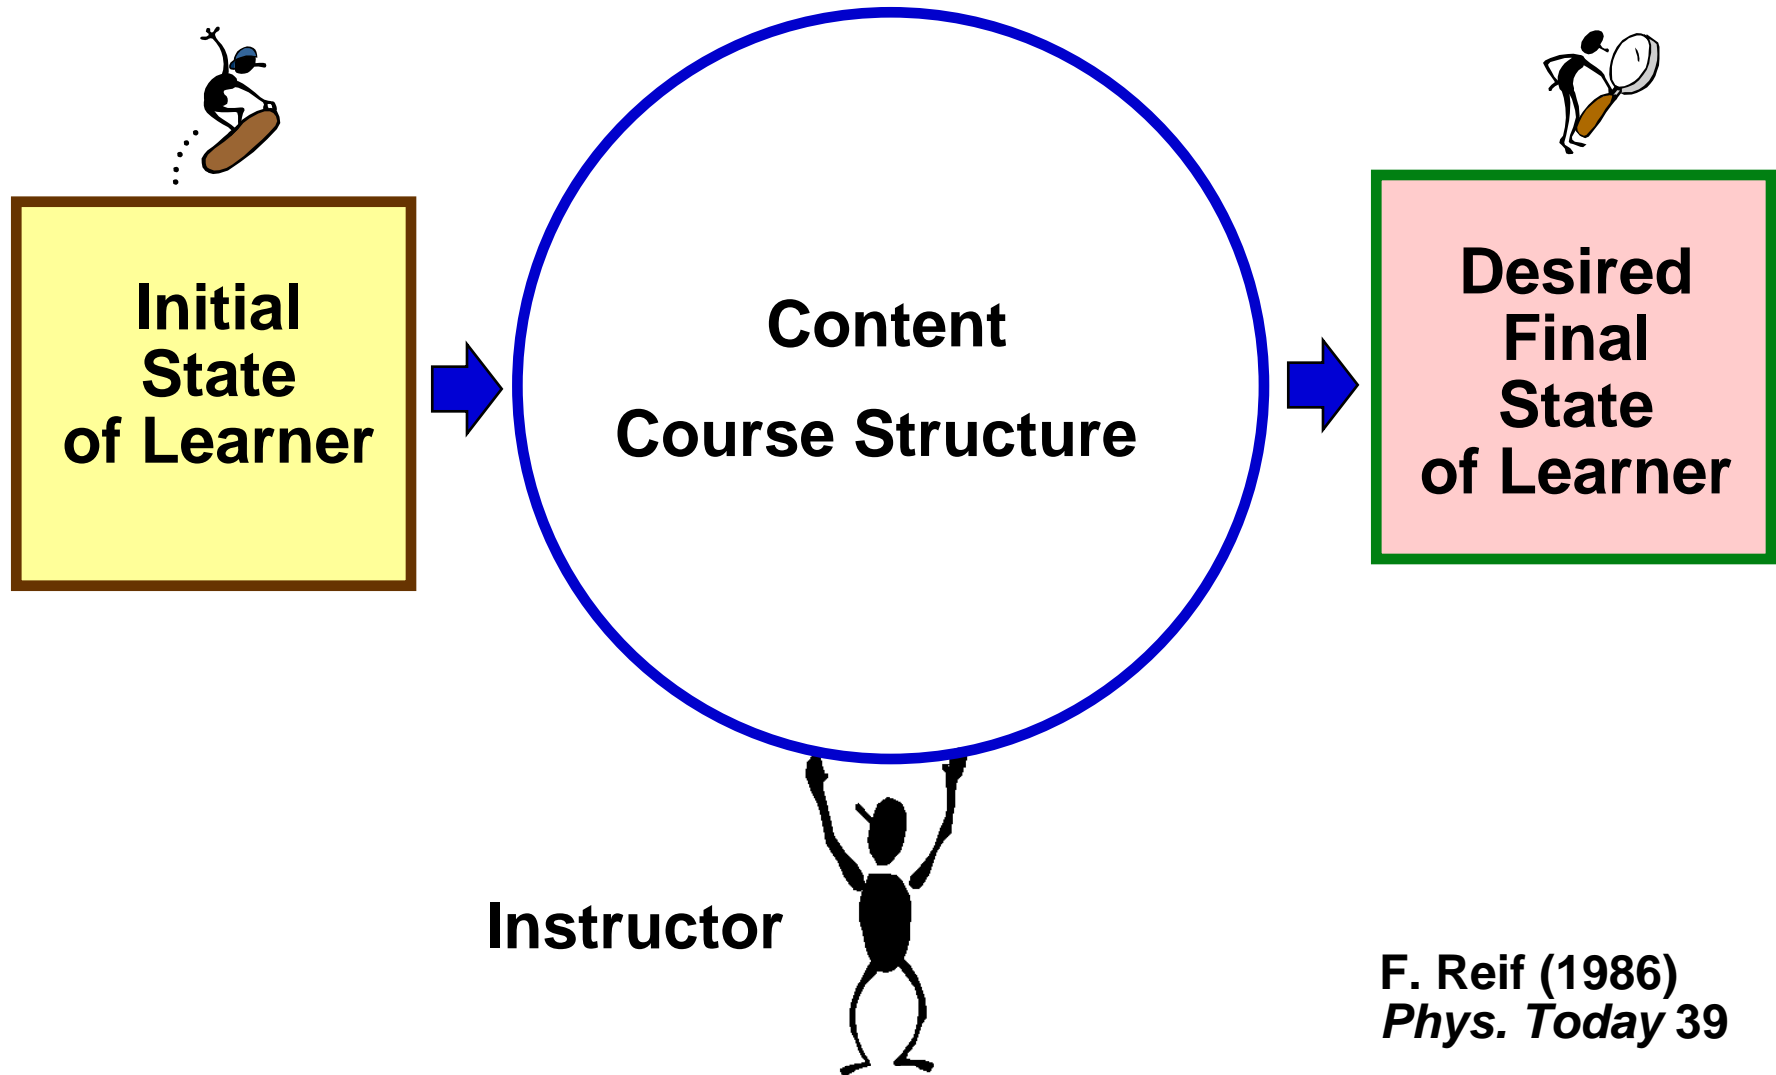 Initial
State
of Learner
Content
Course Structure
Desired
Final
State
of Learner
Instructor
F. Reif (1986)
Phys. Today 39